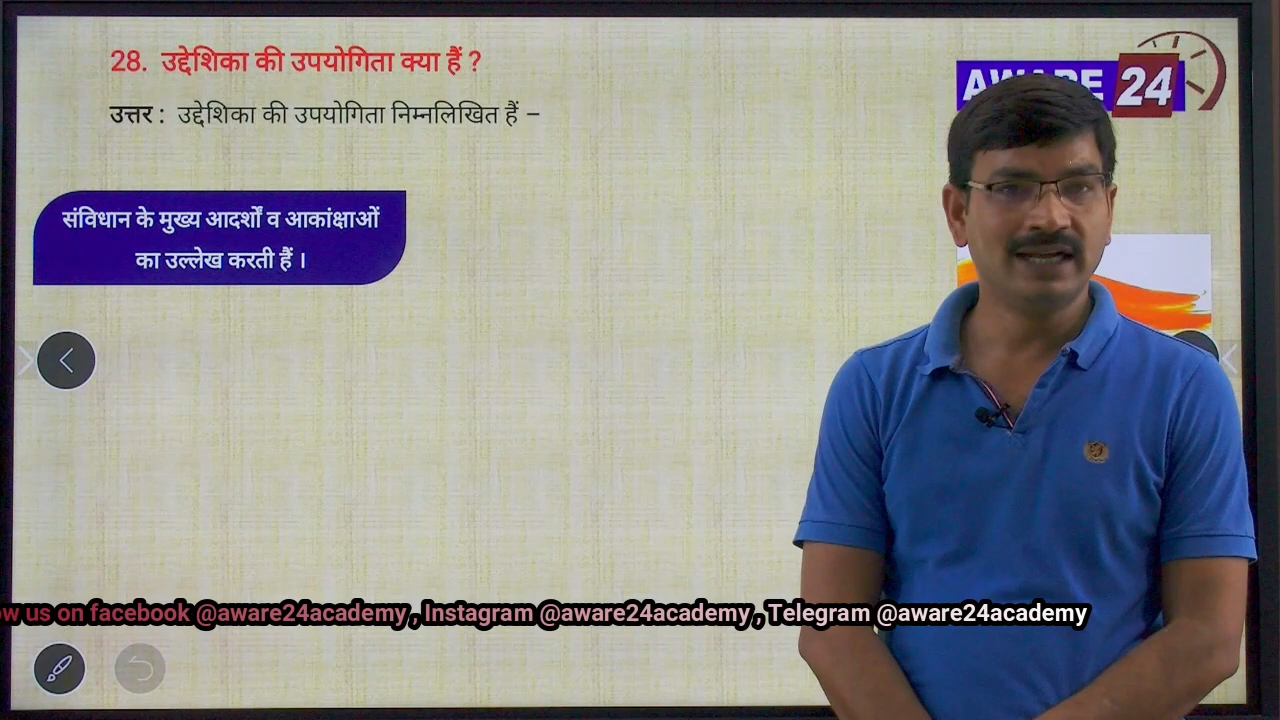 28. उद्देशिका की उपयोगिता क्या हैं ?
उत्तर : उद्देशिका की उपयोगिता निम्नलिखित हैं –
24
संविधान के मुख्य आदर्शों व आकांक्षाओं
का उल्लेख करती हैं ।
us on facebook @aware24academy , Instagram @aware24academy , Telegram @aware24academy